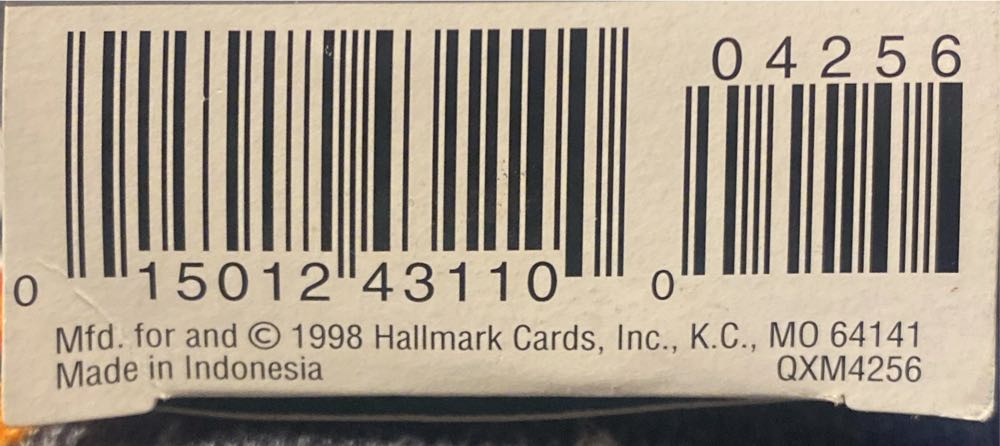 04256
0 15012 43110 0
Mfd. for and © 1998 Hallmark Cards, Inc., K.C., MO 64141
Made in Indonesia QXM4256